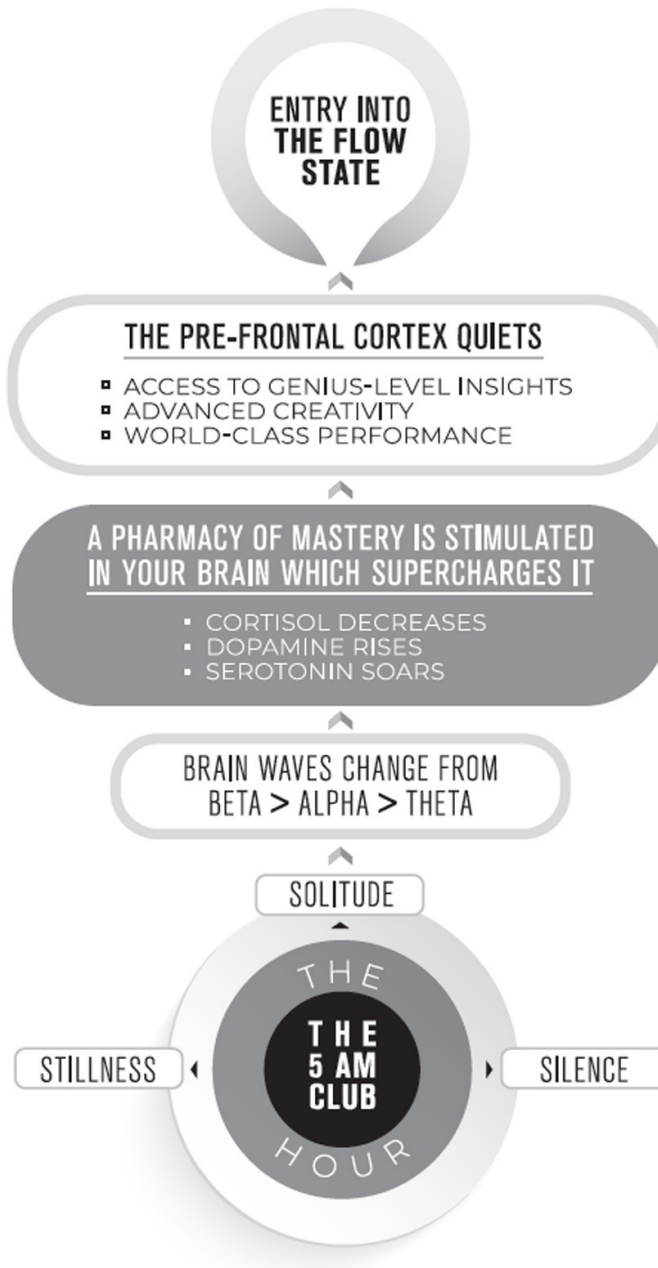 ENTRY INTO
THE FLOW
STATE
THE PRE-FRONTAL CORTEX QUIETS
ACCESS TO GENIUS-LEVEL INSIGHTS
ADVANCED CREATIVITY
WORLD-CLASS PERFORMANCE
A PHARMACY OF MASTERY IS STIMULATED
IN YOUR BRAIN WHICH SUPERCHARGES IT
CORTISOL DECREASES
DOPAMINE RISES
SEROTONIN SOARS
BRAIN WAVES CHANGE FROM
BETA > ALPHA > THETA
SOLITUDE
THE
THE
5 AM
CLUB
HOUR
STILLNESS
SILENCE